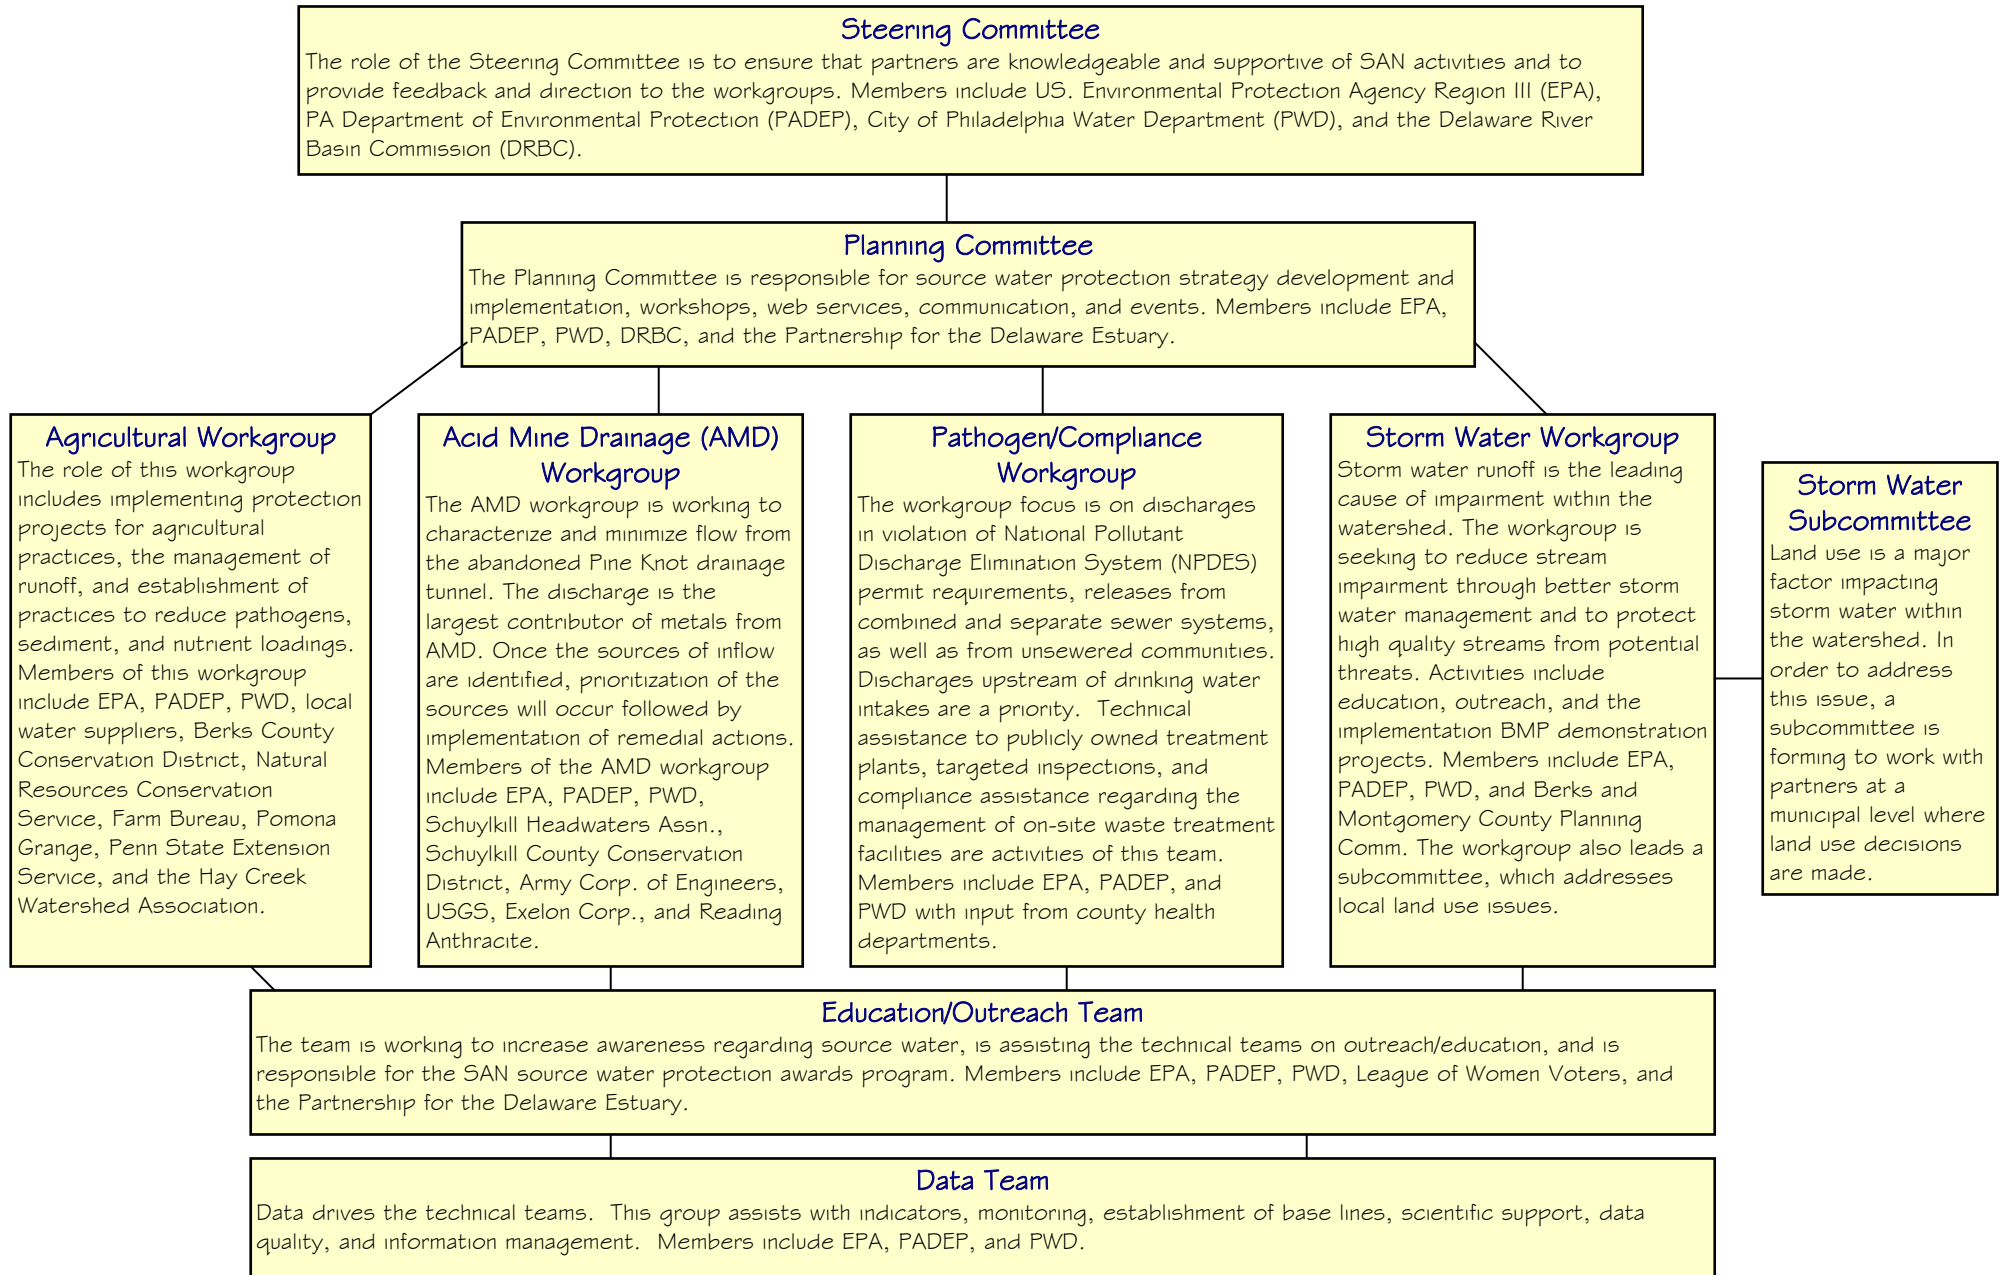 Steering Committee
The role of the Steering Committee is to ensure that partners are knowledgeable and supportive of SAN activities and to
provide feedback and direction to the workgroups. Members include US. Environmental Protection Agency Region III (EPA),
PA Department of Environmental Protection (PADEP), City of Philadelphia Water Department (PWD), and the Delaware River
Basin Commission (DRBC).
Planning Committee
The Planning Committee is responsible for source water protection strategy development and
implementation, workshops, web services, communication, and events. Members include EPA,
PADEP, PWD, DRBC, and the Partnership for the Delaware Estuary.
Agricultural Workgroup
The role of this workgroup
includes implementing protection
projects for agricultural
practices, the management of
runoff, and establishment of
practices to reduce pathogens,
sediment, and nutrient loadings.
Members of this workgroup
include EPA, PADEP, PWD, local
water suppliers, Berks County
Conservation District, Natural
Resources Conservation
Service, Farm Bureau, Pomona
Grange, Penn State Extension
Service, and the Hay Creek
Watershed Association.
Acid Mine Drainage (AMD)
Workgroup
The AMD workgroup is working to
characterize and minimize flow from
the abandoned Pine Knot drainage
tunnel. The discharge is the
largest contributor of metals from
AMD. Once the sources of inflow
are identified, prioritization of the
sources will occur followed by
implementation of remedial actions.
Members of the AMD workgroup
include EPA, PADEP, PWD,
Schuylkill Headwaters Assn.,
Schuylkill County Conservation
District, Army Corp. of Engineers,
USGS, Exelon Corp., and Reading
Anthracite.
Pathogen/Compliance
Workgroup
The workgroup focus is on discharges
in violation of National Pollutant
Discharge Elimination System (NPDES)
permit requirements, releases from
combined and separate sewer systems,
as well as from unsewered communities.
Discharges upstream of drinking water
intakes are a priority.  Technical
assistance to publicly owned treatment
plants, targeted inspections, and
compliance assistance regarding the
management of on-site waste treatment
facilities are activities of this team.
Members include EPA, PADEP, and
PWD with input from county health
departments.
Storm Water Workgroup
Storm water runoff is the leading
cause of impairment within the
watershed. The workgroup is
seeking to reduce stream
impairment through better storm
water management and to protect
high quality streams from potential
threats. Activities include
education, outreach, and the
implementation BMP demonstration
projects. Members include EPA,
PADEP, PWD, and Berks and
Montgomery County Planning
Comm. The workgroup also leads a
subcommittee, which addresses
local land use issues.
Storm Water
Subcommittee
Land use is a major
factor impacting
storm water within
the watershed. In
order to address
this issue, a
subcommittee is
forming to work with
partners at a
municipal level where
land use decisions
are made.
Education/Outreach Team
The team is working to increase awareness regarding source water, is assisting the technical teams on outreach/education, and is
responsible for the SAN source water protection awards program. Members include EPA, PADEP, PWD, League of Women Voters, and
the Partnership for the Delaware Estuary.
Data Team
Data drives the technical teams.  This group assists with indicators, monitoring, establishment of base lines, scientific support, data
quality, and information management.  Members include EPA, PADEP, and PWD.